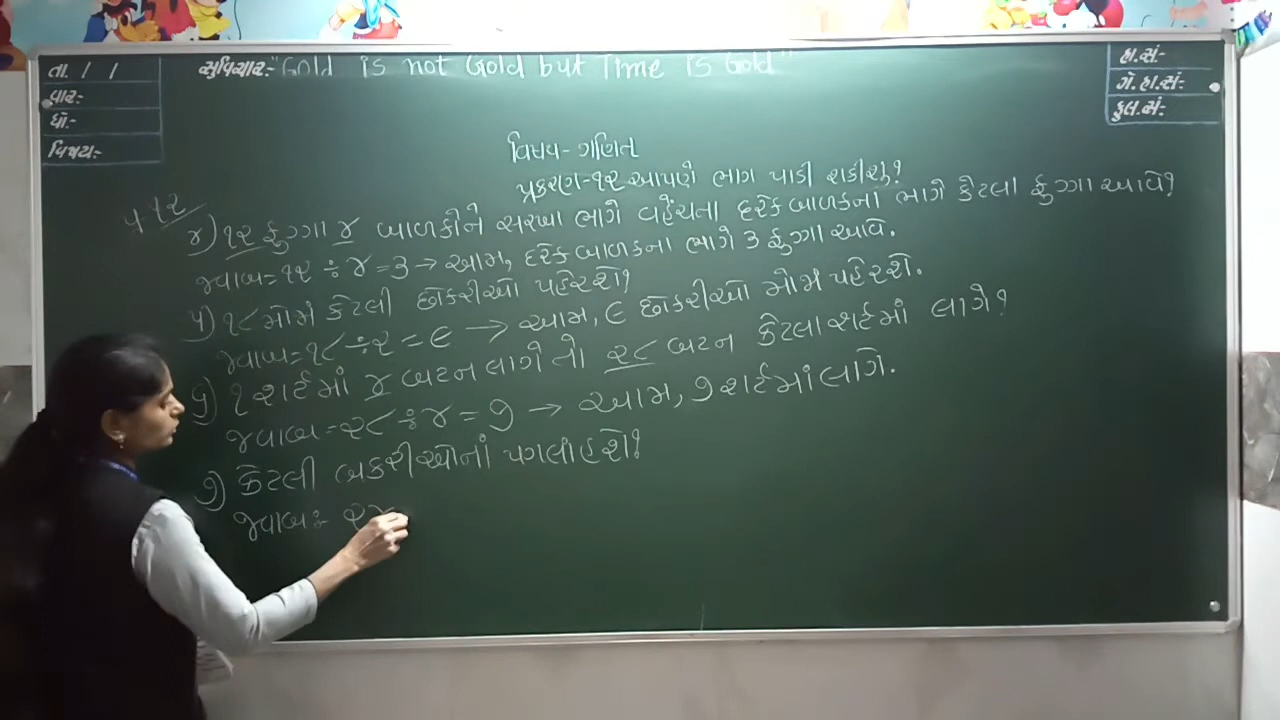 તા. / /
વાર:-
ઘો:-
વિષય:-
સુવિચાર:- "Gold is not Gold but Time is Gold"
હા.સં:-
ગે.હા.સં:-
કુલ.સં:-
વિષય- ગણિત
પ્રકરણ-૧૨ આપણે ભાગ પાડી શકીશું?
૫ ૧૨
૪) ૧૨ ફુગ્ગા ૪ બાળકોને સરખા ભાગે વહેંચતા દરેક બાળકના ભાગે કેટલા ફુગ્ગા આવે?
જવાબ:- ૧૨ ÷ ૪ = ૩ → આમ, દરેક બાળકના ભાગે ૩ ફુગ્ગા આવે.
૫) ૧૮ મોજાં કેટલી છોકરીઓ પહેરશે?
જવાબ:- ૧૮ ÷ ૨ = ૯ → આમ, ૯ છોકરીઓ મોજાં પહેરશે.
૬) ૧ શર્ટમાં ૪ બટન લાગે તો ૨૮ બટન કેટલા શર્ટમાં લાગે?
જવાબ:- ૨૮ ÷ ૪ = ૭ → આમ, ૭ શર્ટમાં લાગે.
૭) કેટલી બકરીઓનાં પગલાં હશે?
જવાબ:- ૨૪